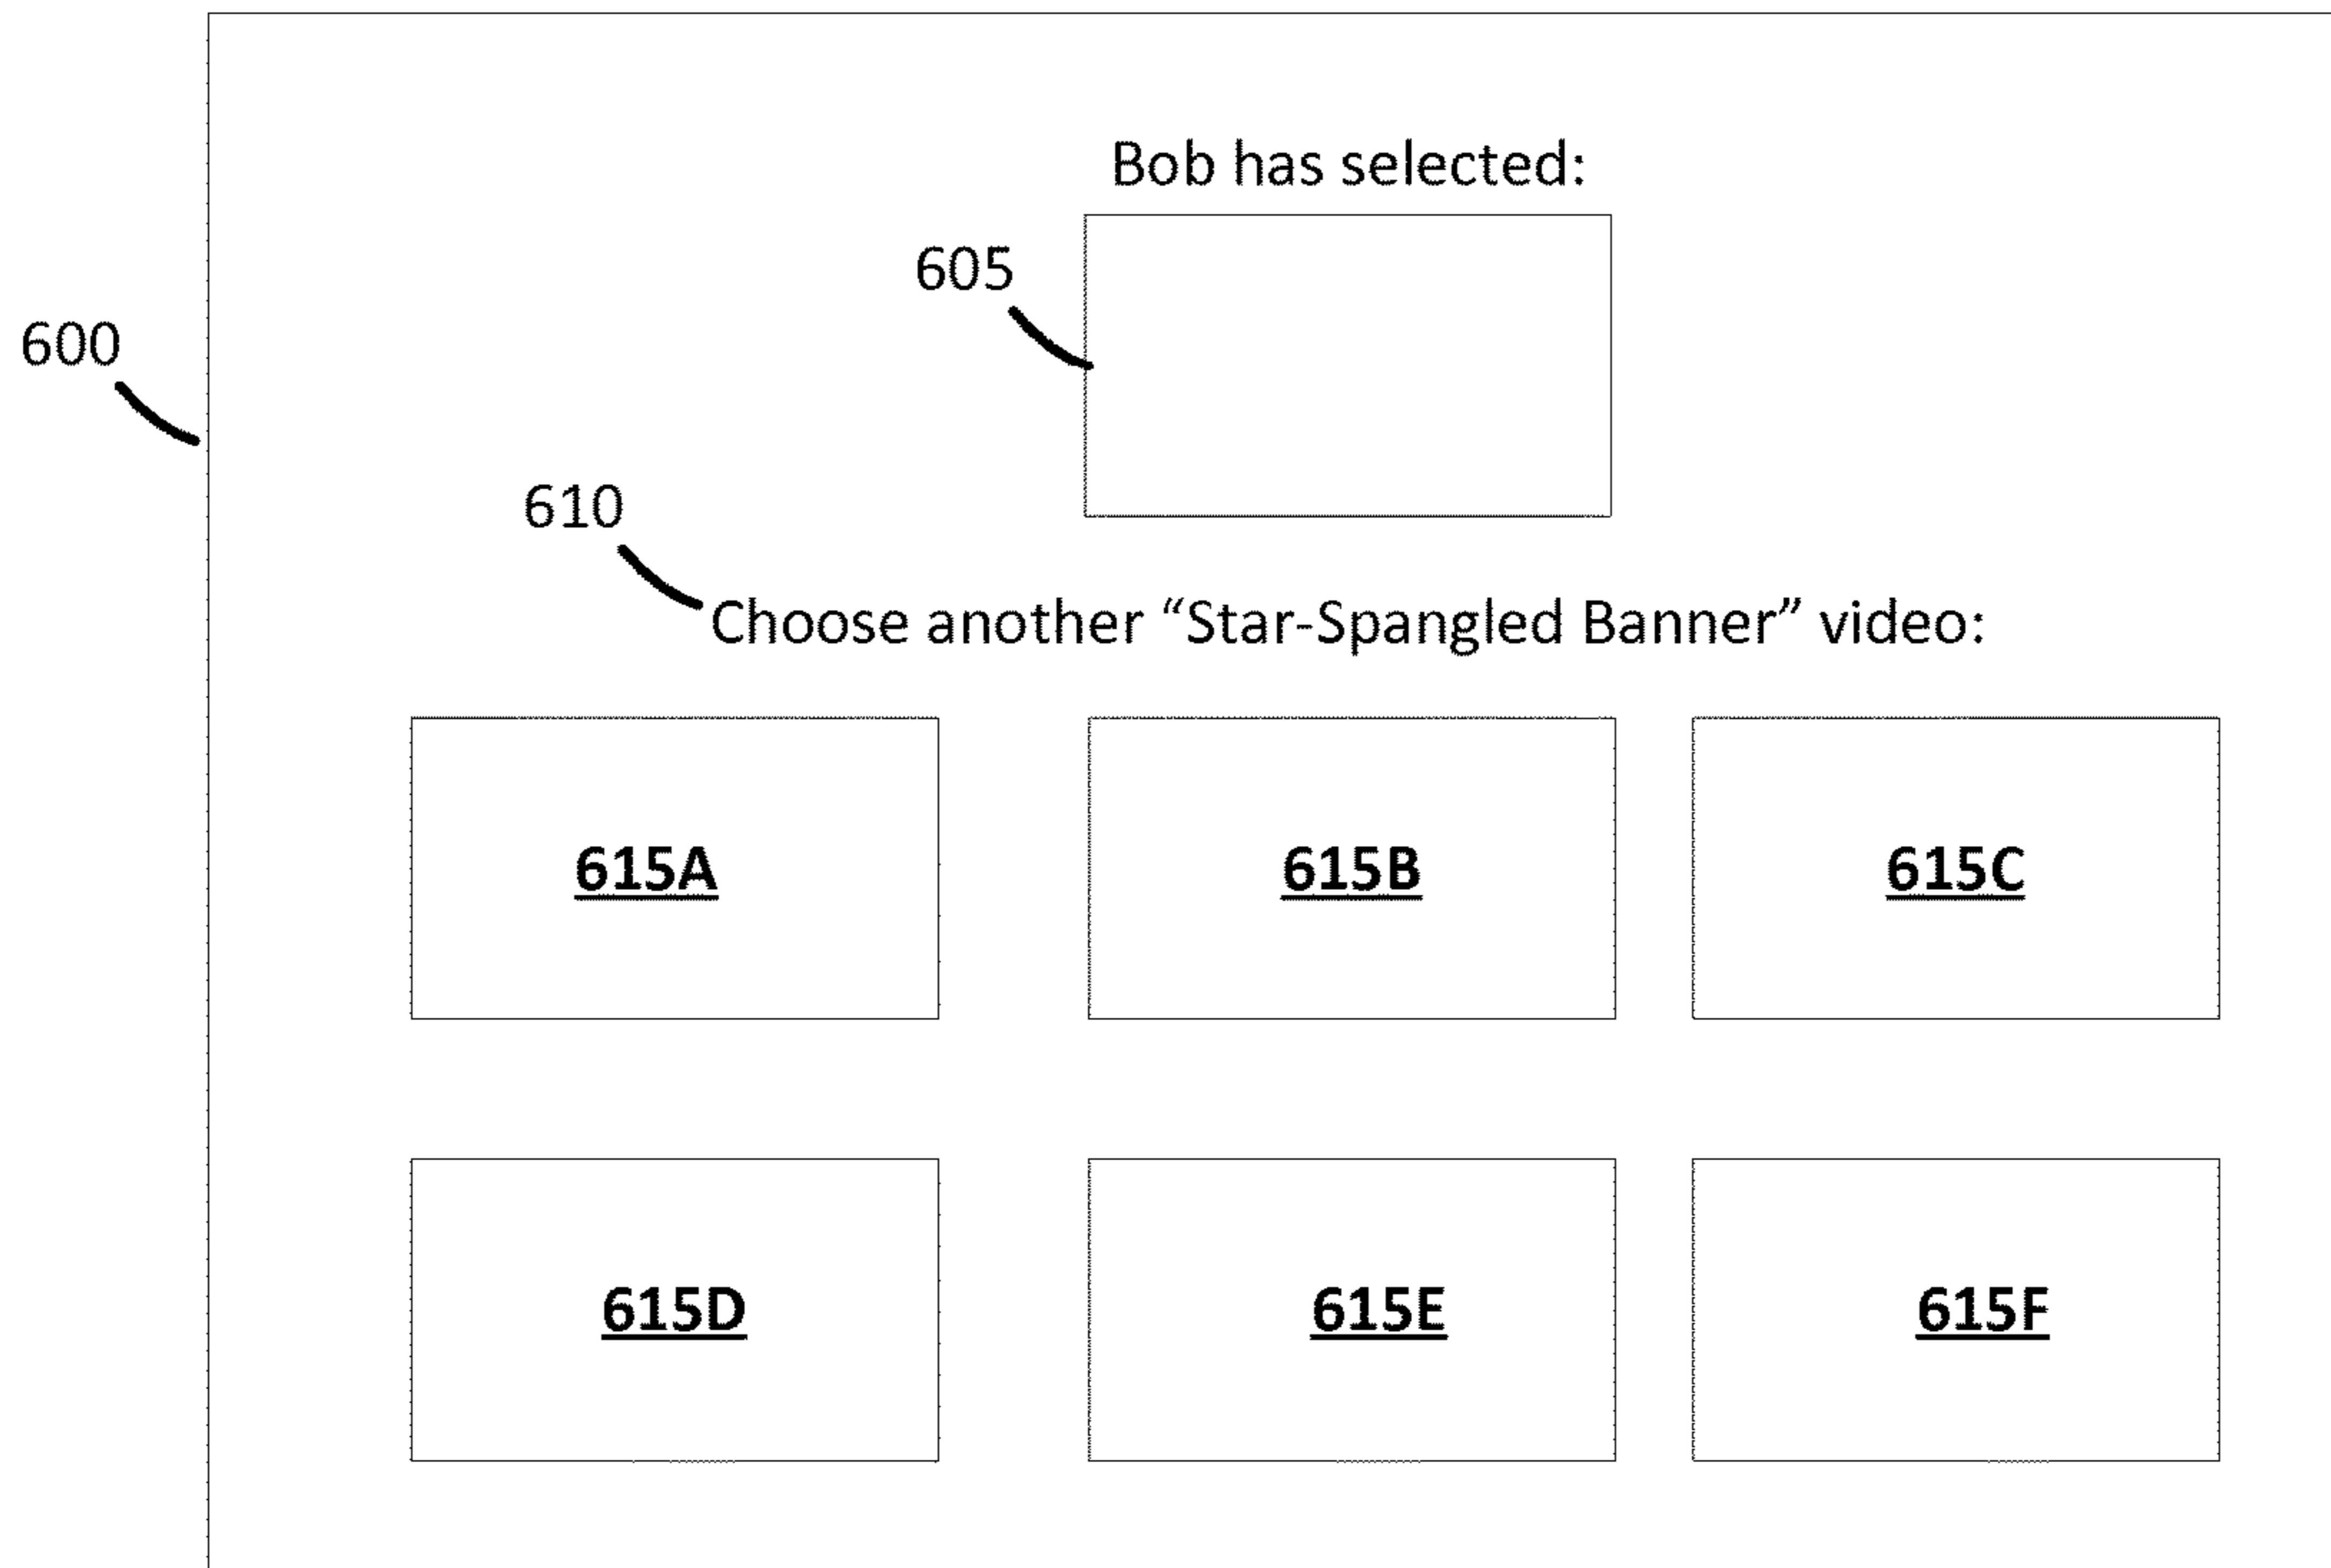 Bob has selected:
605
600
610
Choose another “Star-Spangled Banner” video:
615A
615B
615C
615D
615E
615F